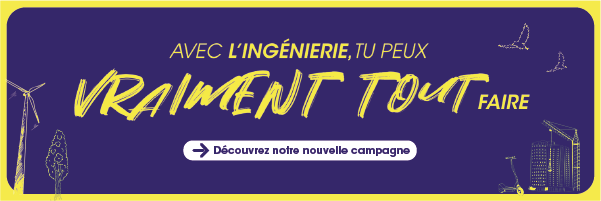 AVEC L'INGÉNIERIE, TU PEUX
VRAIMENT TOUT FAIRE
Découvrez notre nouvelle campagne